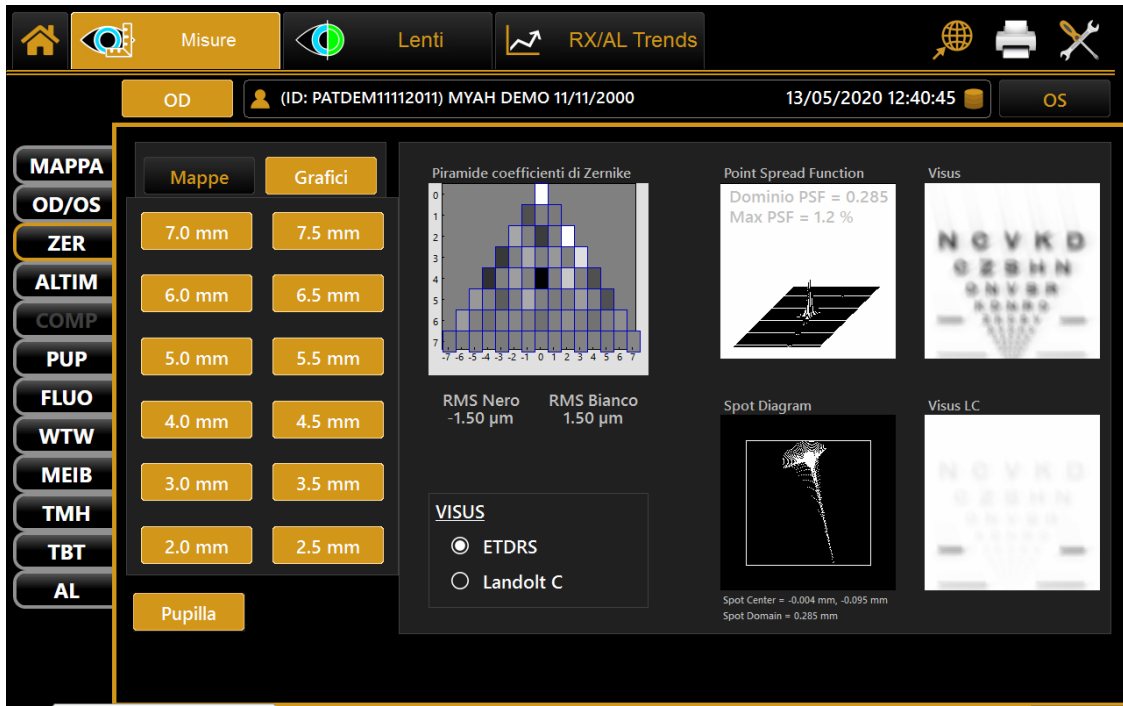 Misure
Lenti
RX/AL Trends
OD
(ID: PATDEM11112011) MYAH DEMO 11/11/2000
13/05/2020 12:40:45
OS
MAPPA
OD/OS
ZER
ALTIM
COMP
PUP
FLUO
WTW
MEIB
TMH
TBT
AL
Mappe
Grafici
7.0 mm
7.5 mm
6.0 mm
6.5 mm
5.0 mm
5.5 mm
4.0 mm
4.5 mm
3.0 mm
3.5 mm
2.0 mm
2.5 mm
Pupilla
Piramide coefficienti di Zernike
0
1
2
3
4
5
6
7
-7 -6 -5 -4 -3 -2 -1 0 1 2 3 4 5 6 7
RMS Nero
-1.50 µm
RMS Bianco
1.50 µm
VISUS
ETDRS
Landolt C
Point Spread Function
Dominio PSF = 0.285
Max PSF = 1.2 %
Visus
N C V K D
C Z B H N
Spot Diagram
Spot Center = -0.004 mm, -0.095 mm
Spot Domain = 0.285 mm
Visus LC
N C V K D